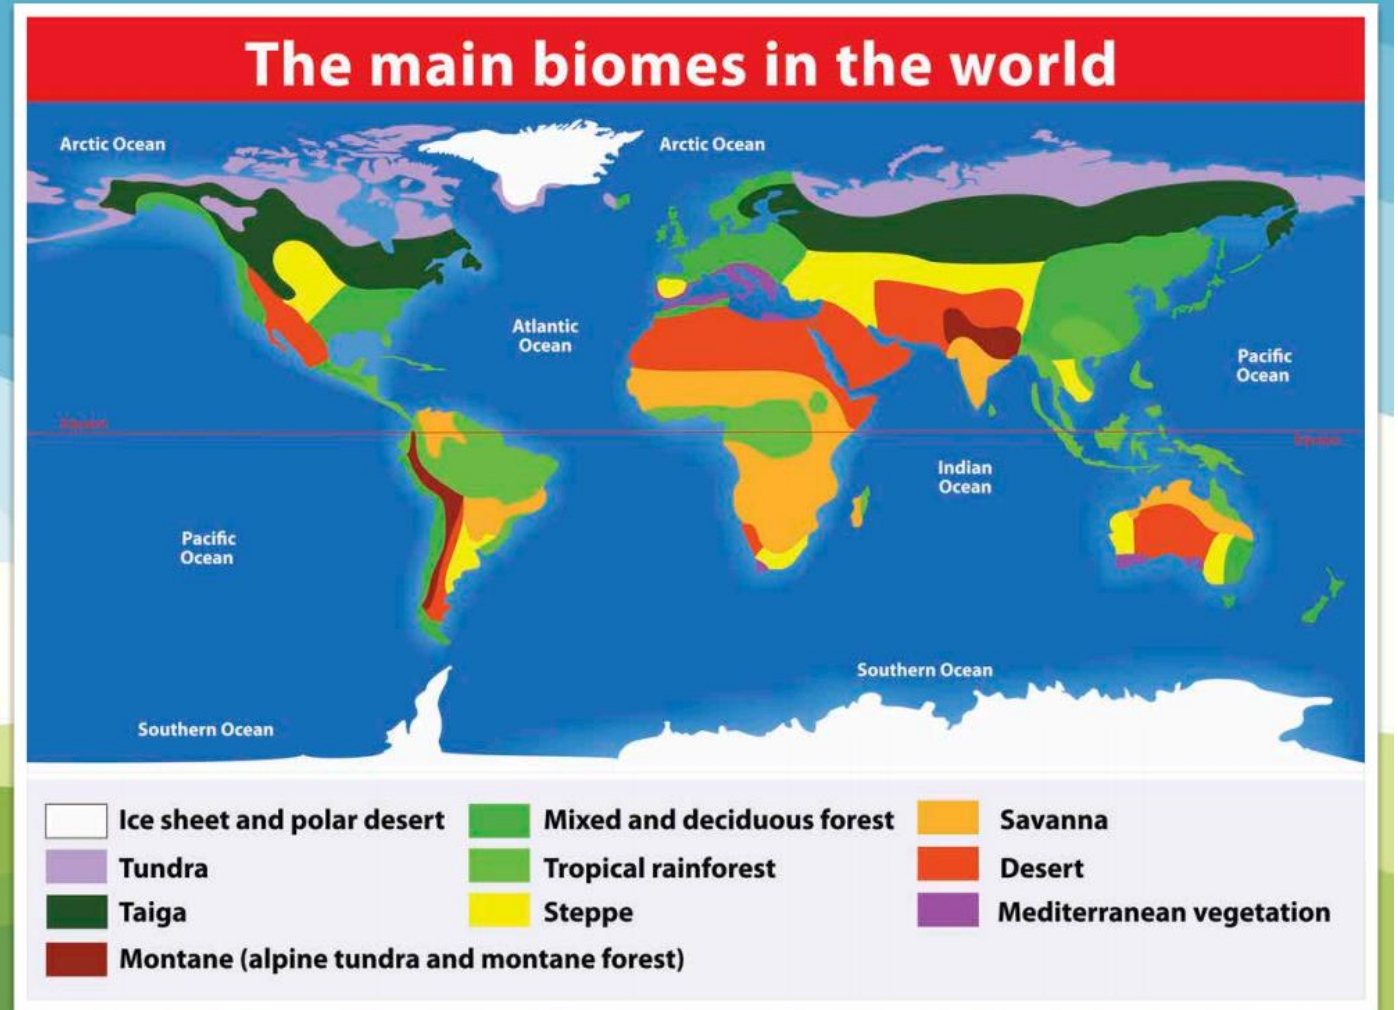 The main biomes in the world
Arctic Ocean
Arctic Ocean
Atlantic
Ocean
Pacific
Ocean
Indian
Ocean
Pacific
Ocean
Southern Ocean
Southern Ocean
Ice sheet and polar desert
Mixed and deciduous forest
Savanna
Tundra
Tropical rainforest
Desert
Taiga
Steppe
Mediterranean vegetation
Montane (alpine tundra and montane forest)